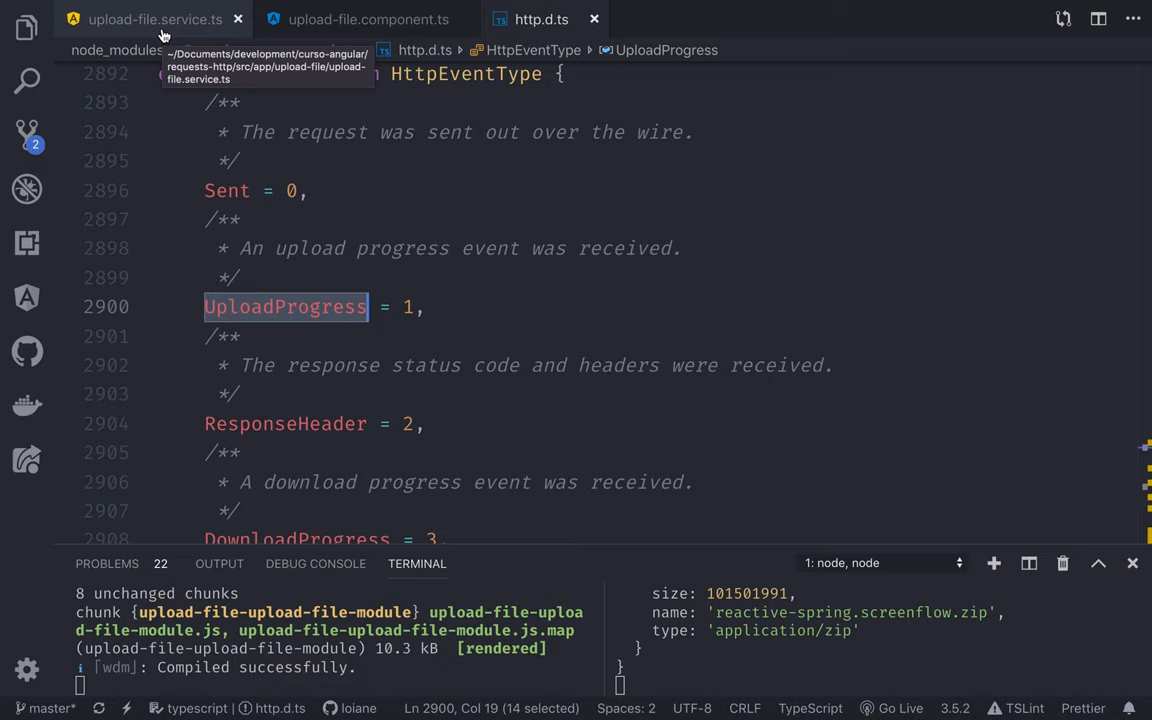 upload-file.service.ts
upload-file.component.ts
TS http.d.ts
node_modules
TS http.d.ts HttpEventType UploadProgress
~/Documents/development/curso-angular/
requests-http/src/app/upload-file/upload-
file.service.ts
2892 HttpEventType {
2893 /**
2894 * The request was sent out over the wire.
2895 */
2896 Sent = 0,
2897 /**
2898 * An upload progress event was received.
2899 */
2900 UploadProgress = 1,
2901 /**
2902 * The response status code and headers were received.
2903 */
2904 ResponseHeader = 2,
2905 /**
2906 * A download progress event was received.
2907 */
2908 DownloadProgress = 3,
2
PROBLEMS 22 OUTPUT DEBUG CONSOLE TERMINAL 1: node, node
8 unchanged chunks
chunk {upload-file-upload-file-module} upload-file-uploa
d-file-module.js, upload-file-upload-file-module.js.map
(upload-file-upload-file-module) 10.3 kB [rendered]
i ｢wdm｣: Compiled successfully.
size: 101501991,
name: 'reactive-spring.screenflow.zip',
type: 'application/zip'
}
}
master* typescript | http.d.ts loiane Ln 2900, Col 19 (14 selected) Spaces: 2 UTF-8 CRLF TypeScript Go Live 3.5.2 TSLint Prettier